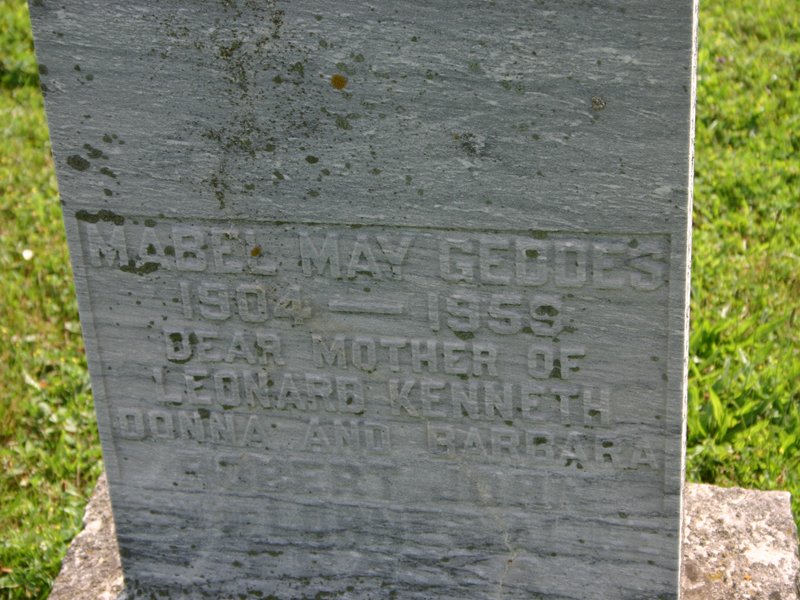 MABEL MAY GEDDES
1904 — 1959
DEAR MOTHER OF
LEONARD KENNETH
DONNA AND BARBARA